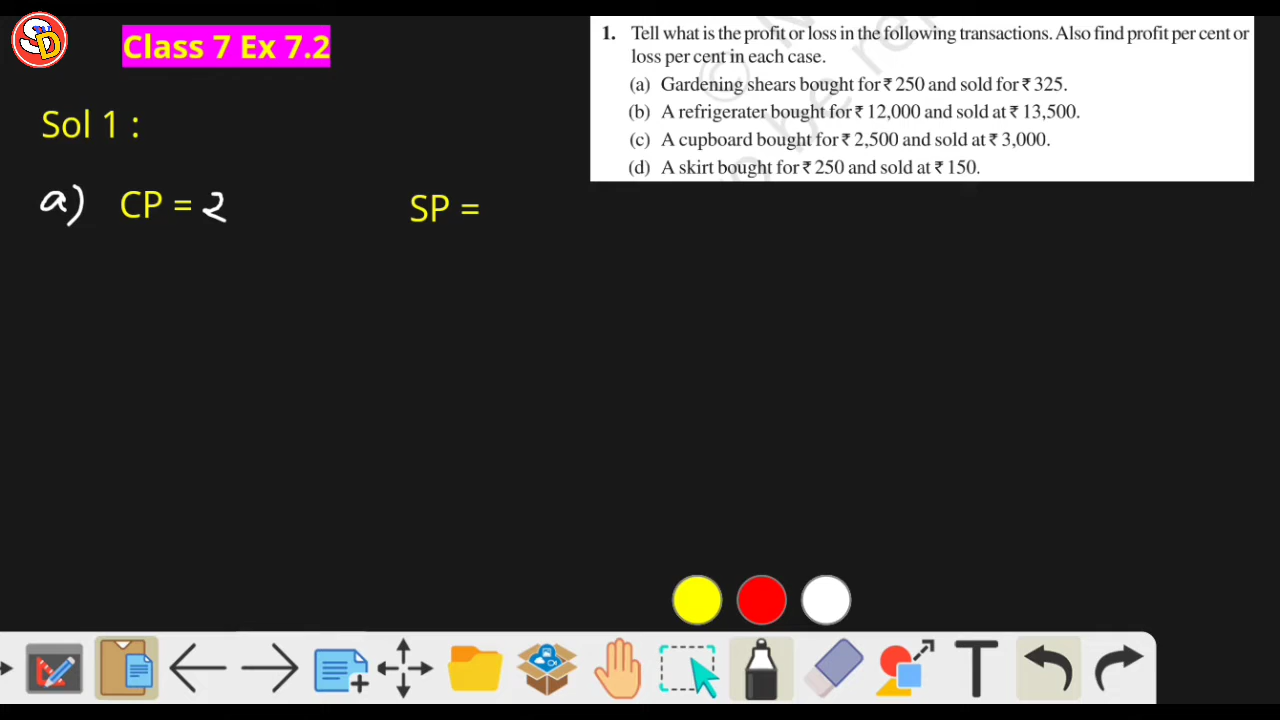 SD
Class 7 Ex 7.2
1. Tell what is the profit or loss in the following transactions. Also find profit per cent or
loss per cent in each case.
(a) Gardening shears bought for ₹ 250 and sold for ₹ 325.
(b) A refrigerater bought for ₹ 12,000 and sold at ₹ 13,500.
(c) A cupboard bought for ₹ 2,500 and sold at ₹ 3,000.
(d) A skirt bought for ₹ 250 and sold at ₹ 150.
Sol 1 :
a) CP = 2 SP =
T